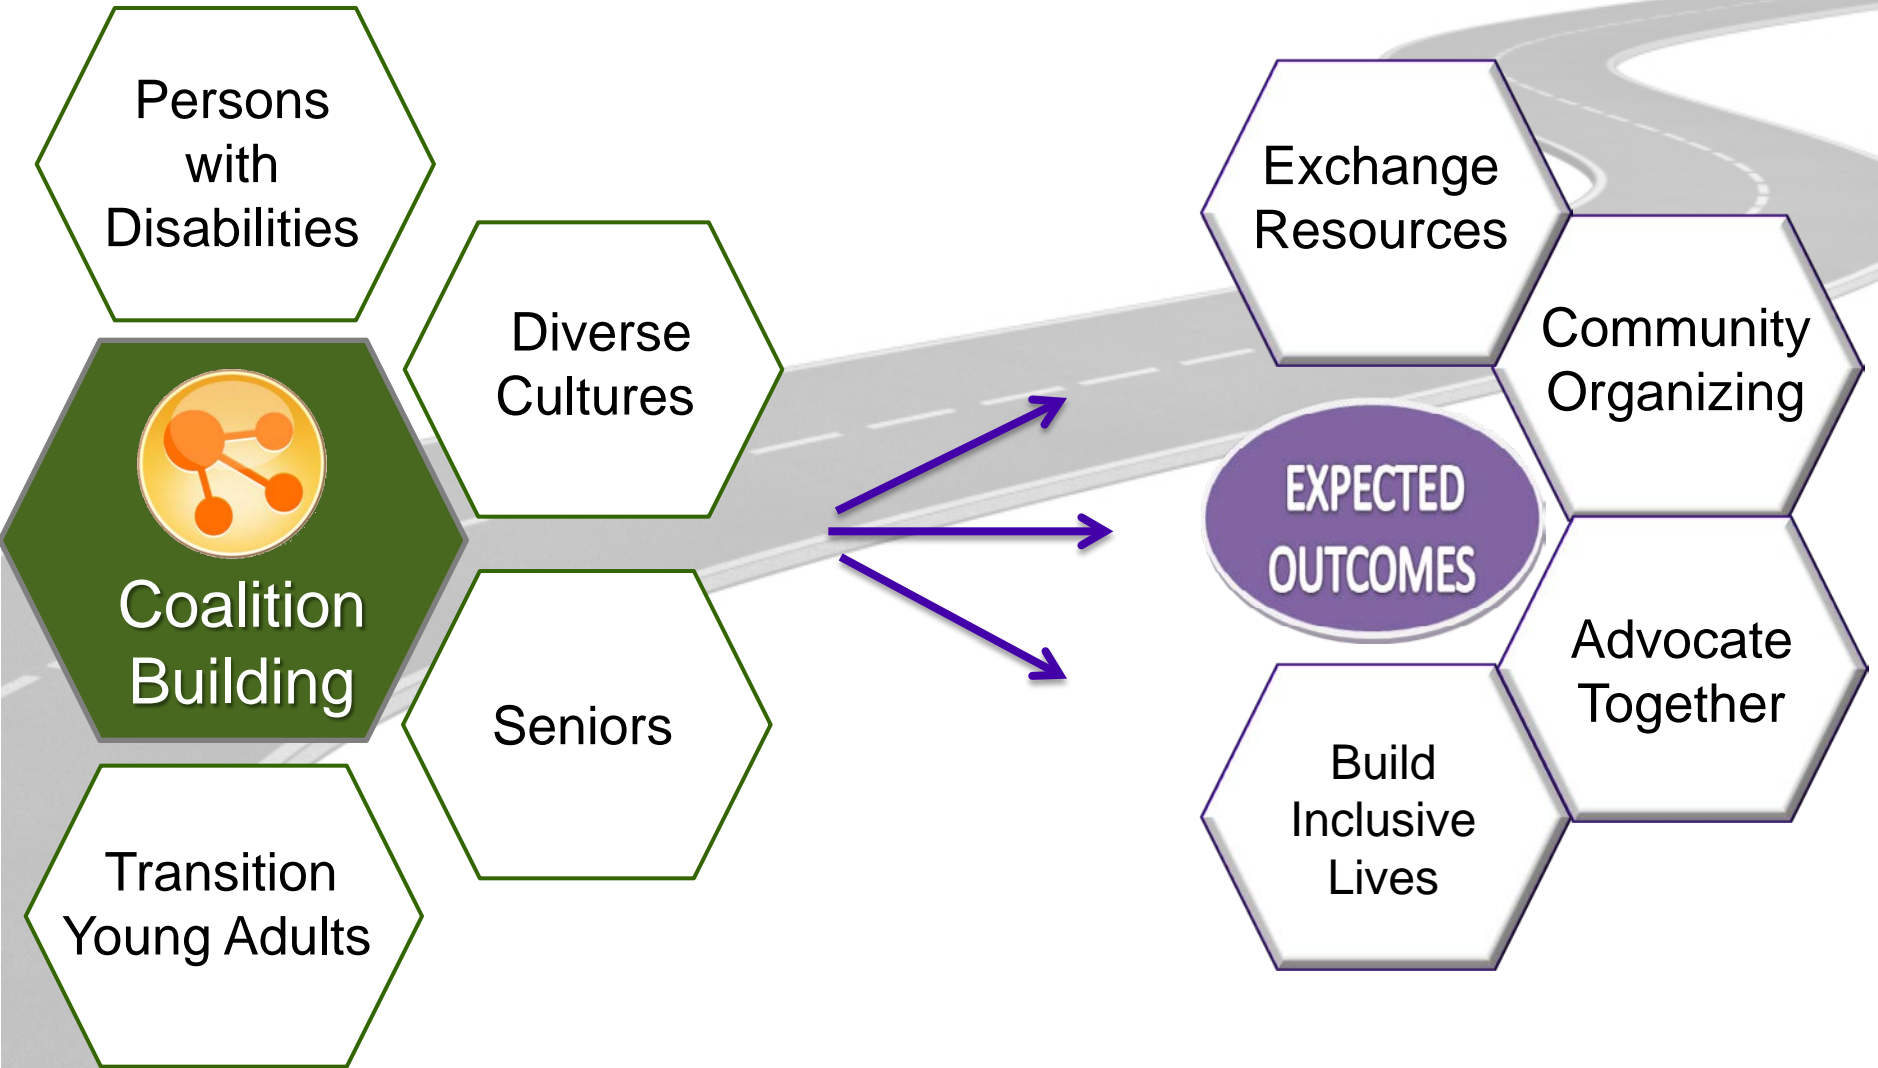 Persons
with
Disabilities
Diverse
Cultures
Coalition
Building
Seniors
Transition
Young Adults
Exchange
Resources
Community
Organizing
EXPECTED
OUTCOMES
Advocate
Together
Build
Inclusive
Lives